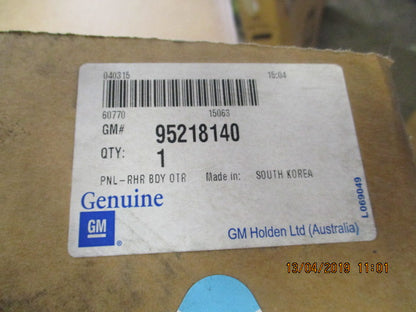 040315 15:04
60770 15063
GM# 95218140
QTY: 1
PNL-RHR BDY OTR Made in: SOUTH KOREA
Genuine
GM
GM Holden Ltd (Australia)
L069049
13/04/2019 11:01